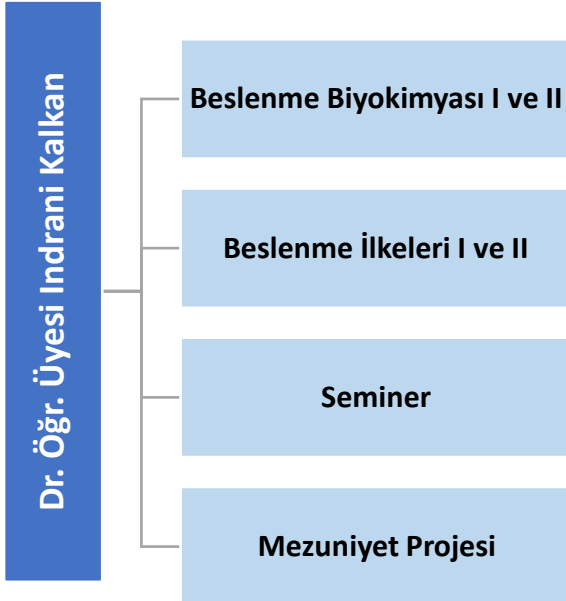 Dr. Öğr. Üyesi Indrani Kalkan
Beslenme Biyokimyası I ve II
Beslenme İlkeleri I ve II
Seminer
Mezuniyet Projesi